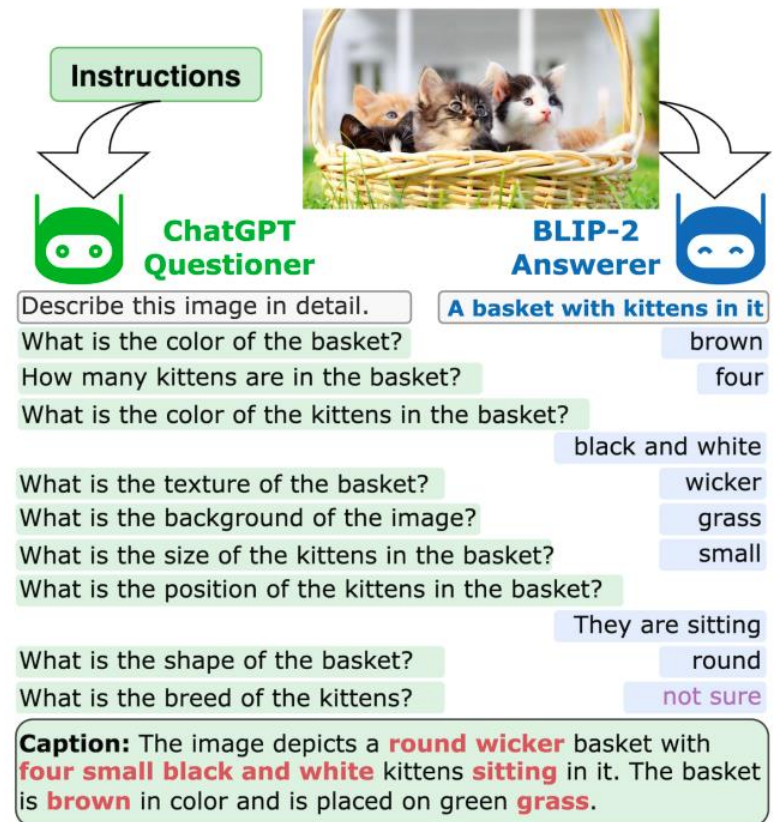 Instructions
ChatGPT
Questioner
BLIP-2
Answerer
Describe this image in detail.
A basket with kittens in it
What is the color of the basket?
brown
How many kittens are in the basket?
four
What is the color of the kittens in the basket?
black and white
What is the texture of the basket?
wicker
What is the background of the image?
grass
What is the size of the kittens in the basket?
small
What is the position of the kittens in the basket?
They are sitting
What is the shape of the basket?
round
What is the breed of the kittens?
not sure
Caption: The image depicts a round wicker basket with
four small black and white kittens sitting in it. The basket
is brown in color and is placed on green grass.